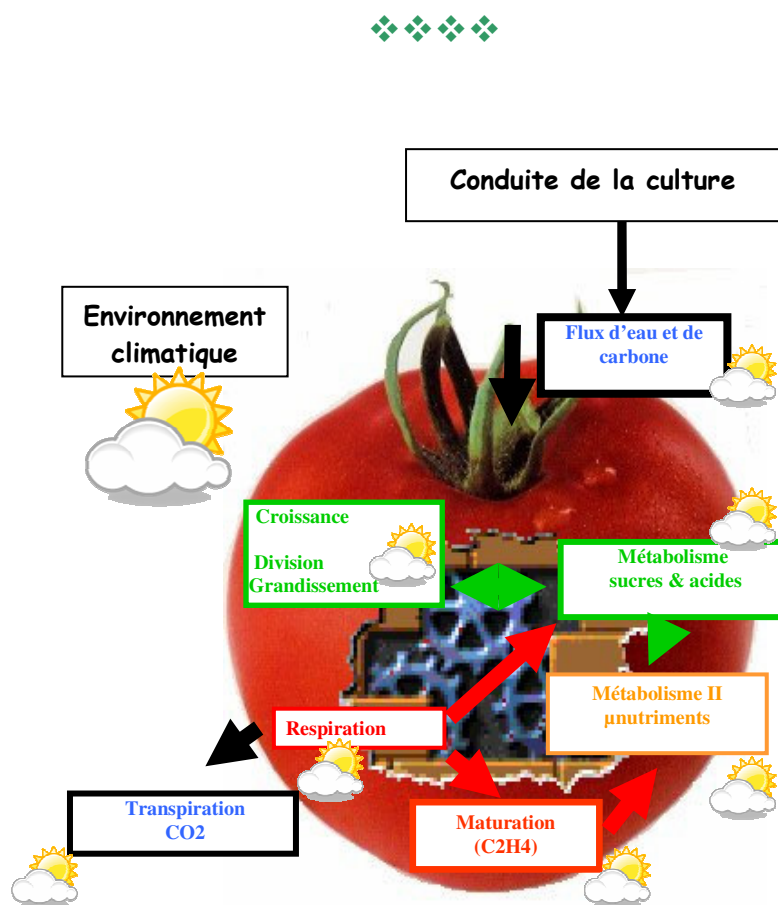 Conduite de la culture
Environnement
climatique
Flux d'eau et de
carbone
Croissance
Division
Grandissement
Métabolisme
sucres & acides
Métabolisme II
µnutriments
Respiration
Transpiration
CO2
Maturation
(C2H4)